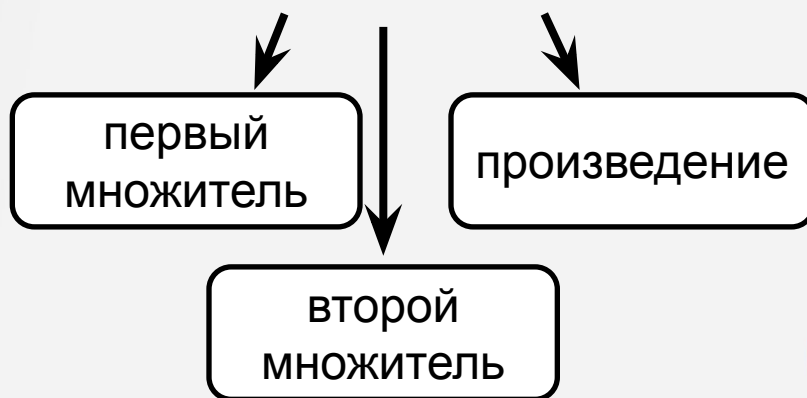 первый
множитель
произведение
второй
множитель